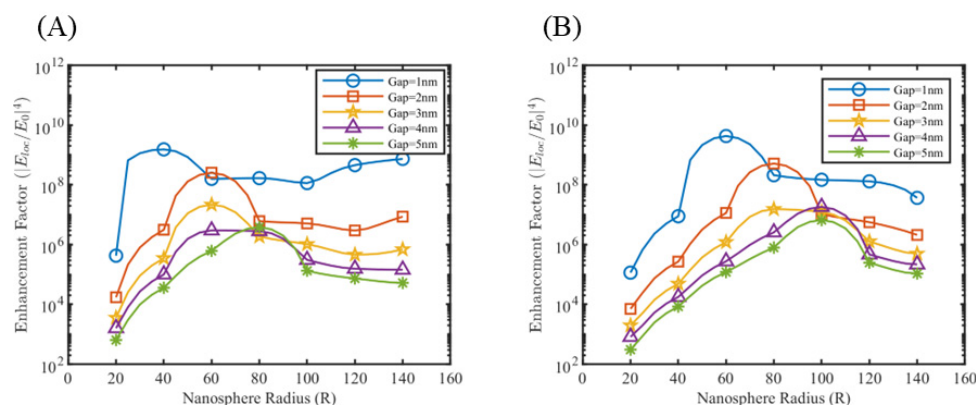 (A)
10^12
10^10
10^8
10^6
10^4
10^2
Enhancement Factor (|E_loc/E_0|^4)
Gap=1nm
Gap=2nm
Gap=3nm
Gap=4nm
Gap=5nm
0 20 40 60 80 100 120 140 160
Nanosphere Radius (R)
(B)
10^12
10^10
10^8
10^6
10^4
10^2
Enhancement Factor (|E_loc/E_0|^4)
Gap=1nm
Gap=2nm
Gap=3nm
Gap=4nm
Gap=5nm
0 20 40 60 80 100 120 140 160
Nanosphere Radius (R)